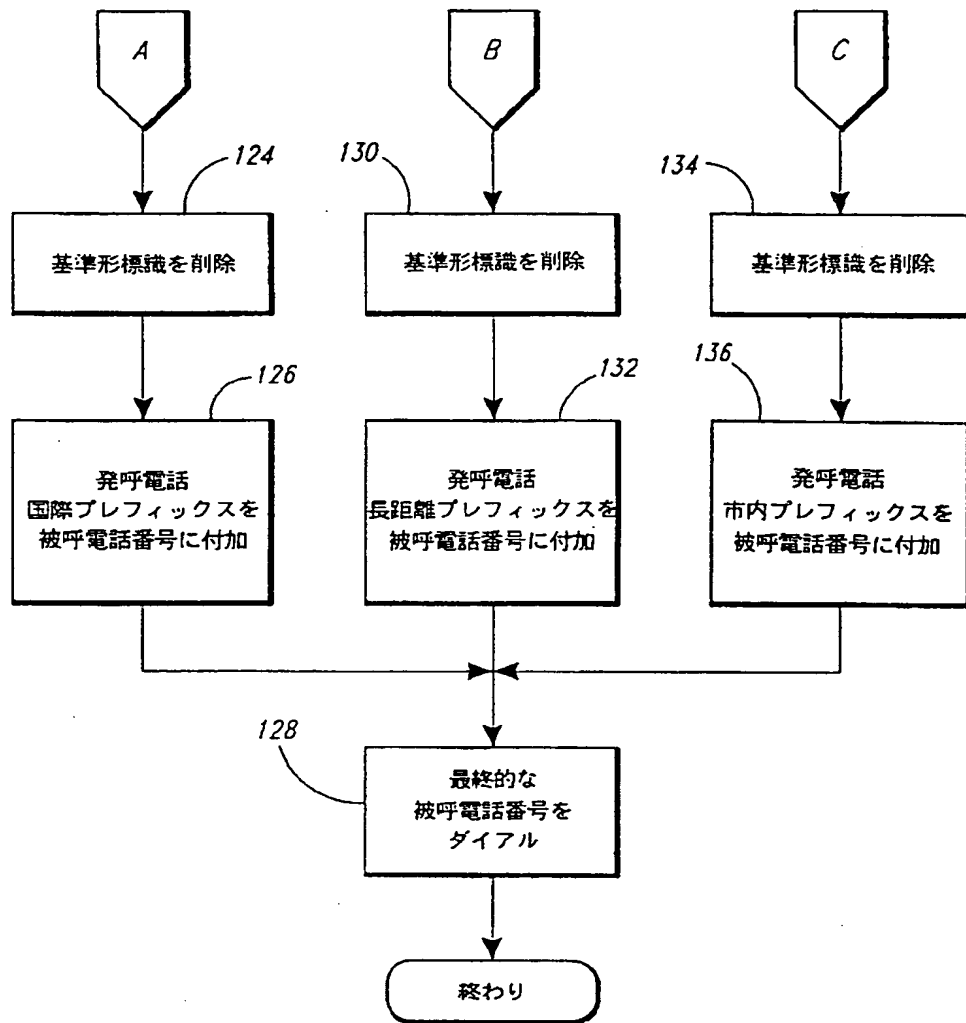 A
B
C
124
130
134
基準形標識を削除
基準形標識を削除
基準形標識を削除
126
132
136
発呼電話
国際プレフィックスを
被呼電話番号に付加
発呼電話
長距離プレフィックスを
被呼電話番号に付加
発呼電話
市内プレフィックスを
被呼電話番号に付加
128
最終的な
被呼電話番号を
ダイアル
終わり